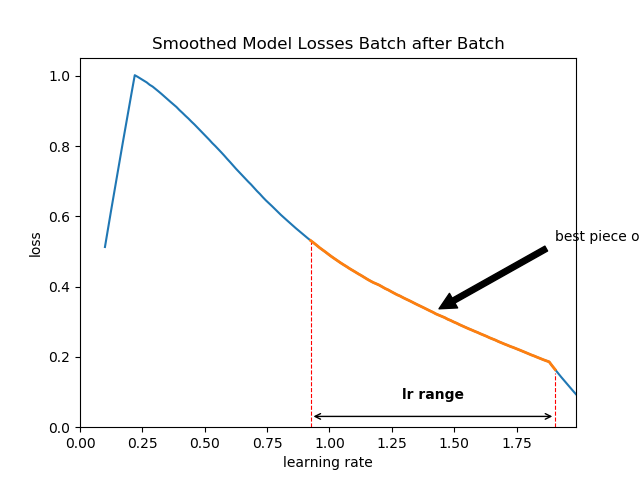 Smoothed Model Losses Batch after Batch
1.0
0.8
0.6
0.4
0.2
0.0
loss
best piece o
lr range
0.00 0.25 0.50 0.75 1.00 1.25 1.50 1.75
learning rate